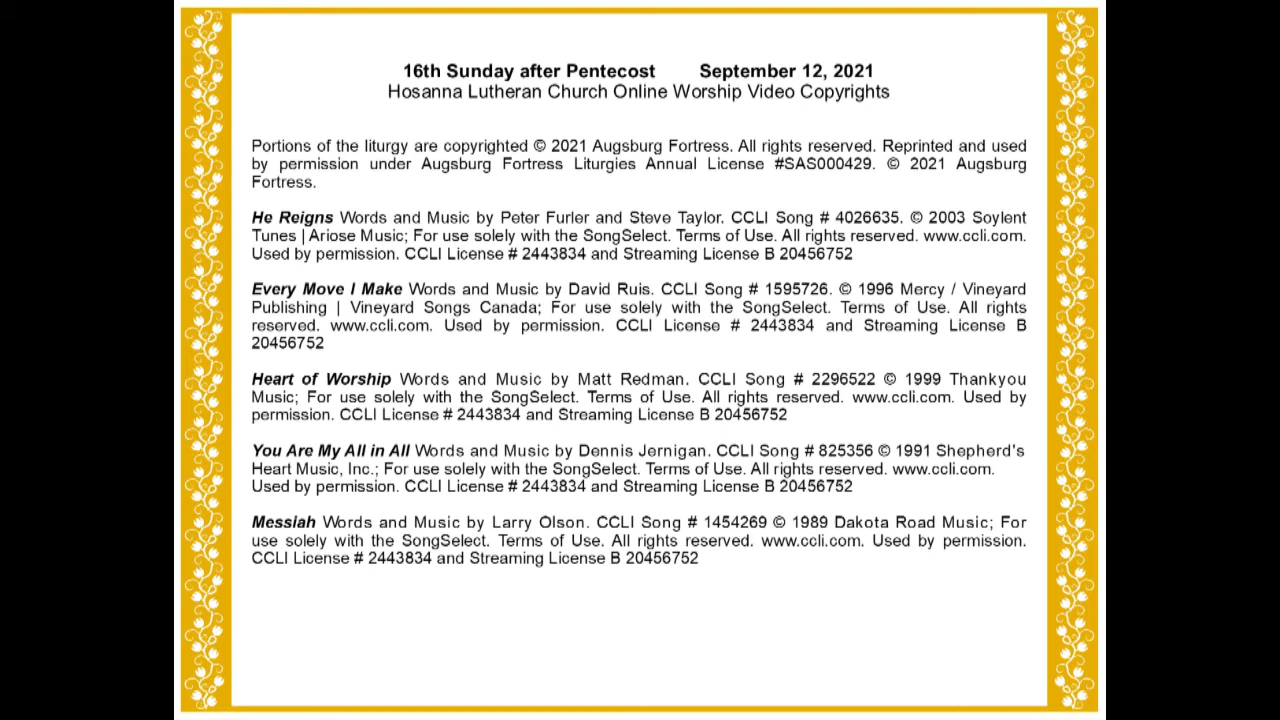 16th Sunday after Pentecost September 12, 2021
Hosanna Lutheran Church Online Worship Video Copyrights
Portions of the liturgy are copyrighted © 2021 Augsburg Fortress. All rights reserved. Reprinted and used
by permission under Augsburg Fortress Liturgies Annual License #SAS000429. © 2021 Augsburg
Fortress.
He Reigns Words and Music by Peter Furler and Steve Taylor. CCLI Song # 4026635. © 2003 Soylent
Tunes | Ariose Music; For use solely with the SongSelect. Terms of Use. All rights reserved. www.ccli.com.
Used by permission. CCLI License # 2443834 and Streaming License B 20456752
Every Move I Make Words and Music by David Ruis. CCLI Song # 1595726. © 1996 Mercy / Vineyard
Publishing | Vineyard Songs Canada; For use solely with the SongSelect. Terms of Use. All rights
reserved. www.ccli.com. Used by permission. CCLI License # 2443834 and Streaming License B
20456752
Heart of Worship Words and Music by Matt Redman. CCLI Song # 2296522 © 1999 Thankyou
Music; For use solely with the SongSelect. Terms of Use. All rights reserved. www.ccli.com. Used by
permission. CCLI License # 2443834 and Streaming License B 20456752
You Are My All in All Words and Music by Dennis Jernigan. CCLI Song # 825356 © 1991 Shepherd's
Heart Music, Inc.; For use solely with the SongSelect. Terms of Use. All rights reserved. www.ccli.com.
Used by permission. CCLI License # 2443834 and Streaming License B 20456752
Messiah Words and Music by Larry Olson. CCLI Song # 1454269 © 1989 Dakota Road Music; For
use solely with the SongSelect. Terms of Use. All rights reserved. www.ccli.com. Used by permission.
CCLI License # 2443834 and Streaming License B 20456752